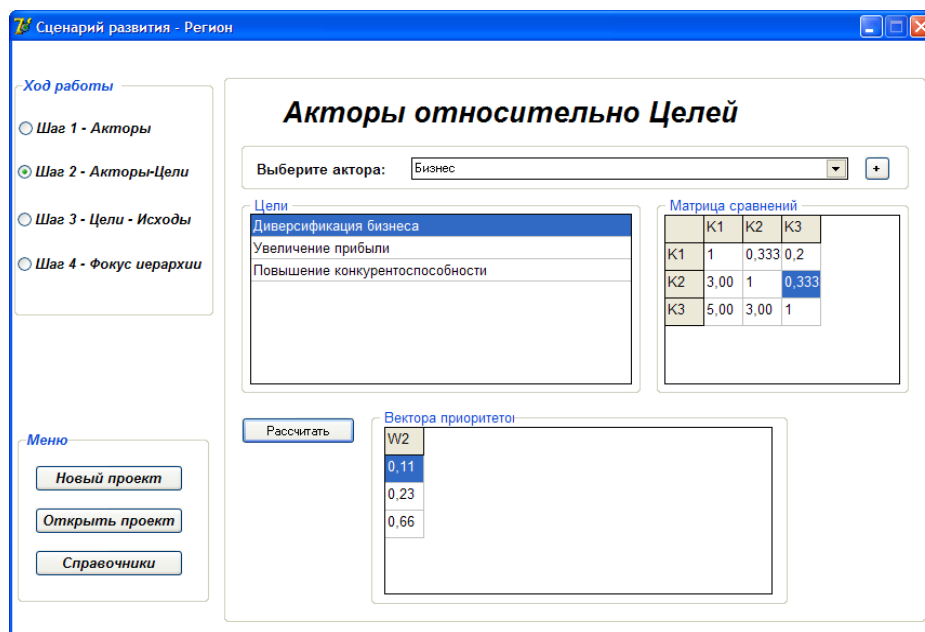 Сценарий развития - Регион
Ход работы
Шаг 1 - Акторы
Шаг 2 - Акторы-Цели
Шаг 3 - Цели - Исходы
Шаг 4 - Фокус иерархии
Меню
Новый проект
Открыть проект
Справочники
Акторы относительно Целей
Выберите актора: Бизнес +
Цели
Диверсификация бизнеса
Увеличение прибыли
Повышение конкурентоспособности
Матрица сравнений
K1 K2 K3
K1 1 0,333 0,2
K2 3,00 1 0,333
K3 5,00 3,00 1
Рассчитать
Вектора приоритето
W2
0,11
0,23
0,66